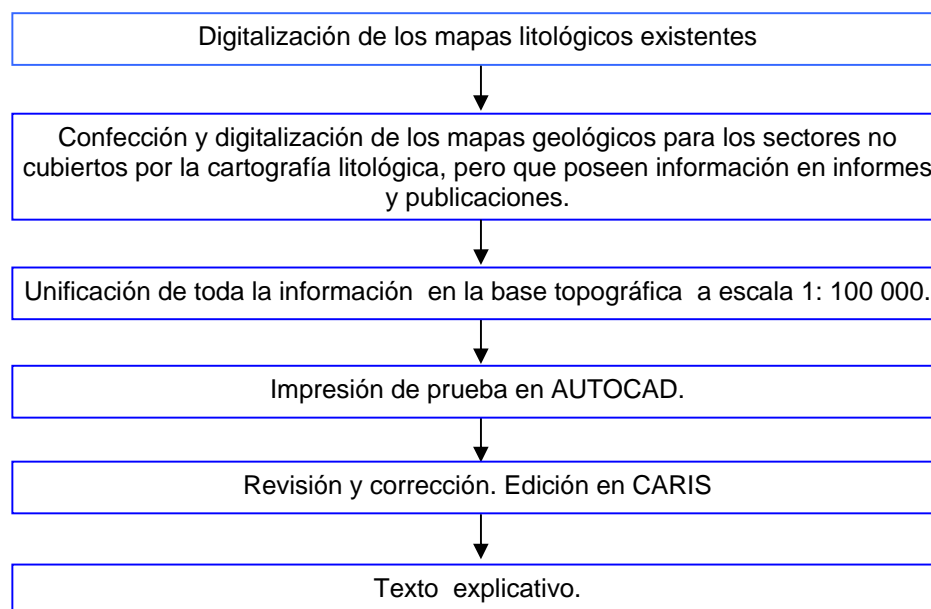 Digitalización de los mapas litológicos existentes
Confección y digitalización de los mapas geológicos para los sectores no
cubiertos por la cartografía litológica, pero que poseen información en informes
y publicaciones.
Unificación de toda la información  en la base topográfica  a escala 1: 100 000.
Impresión de prueba en AUTOCAD.
Revisión y corrección. Edición en CARIS
Texto  explicativo.